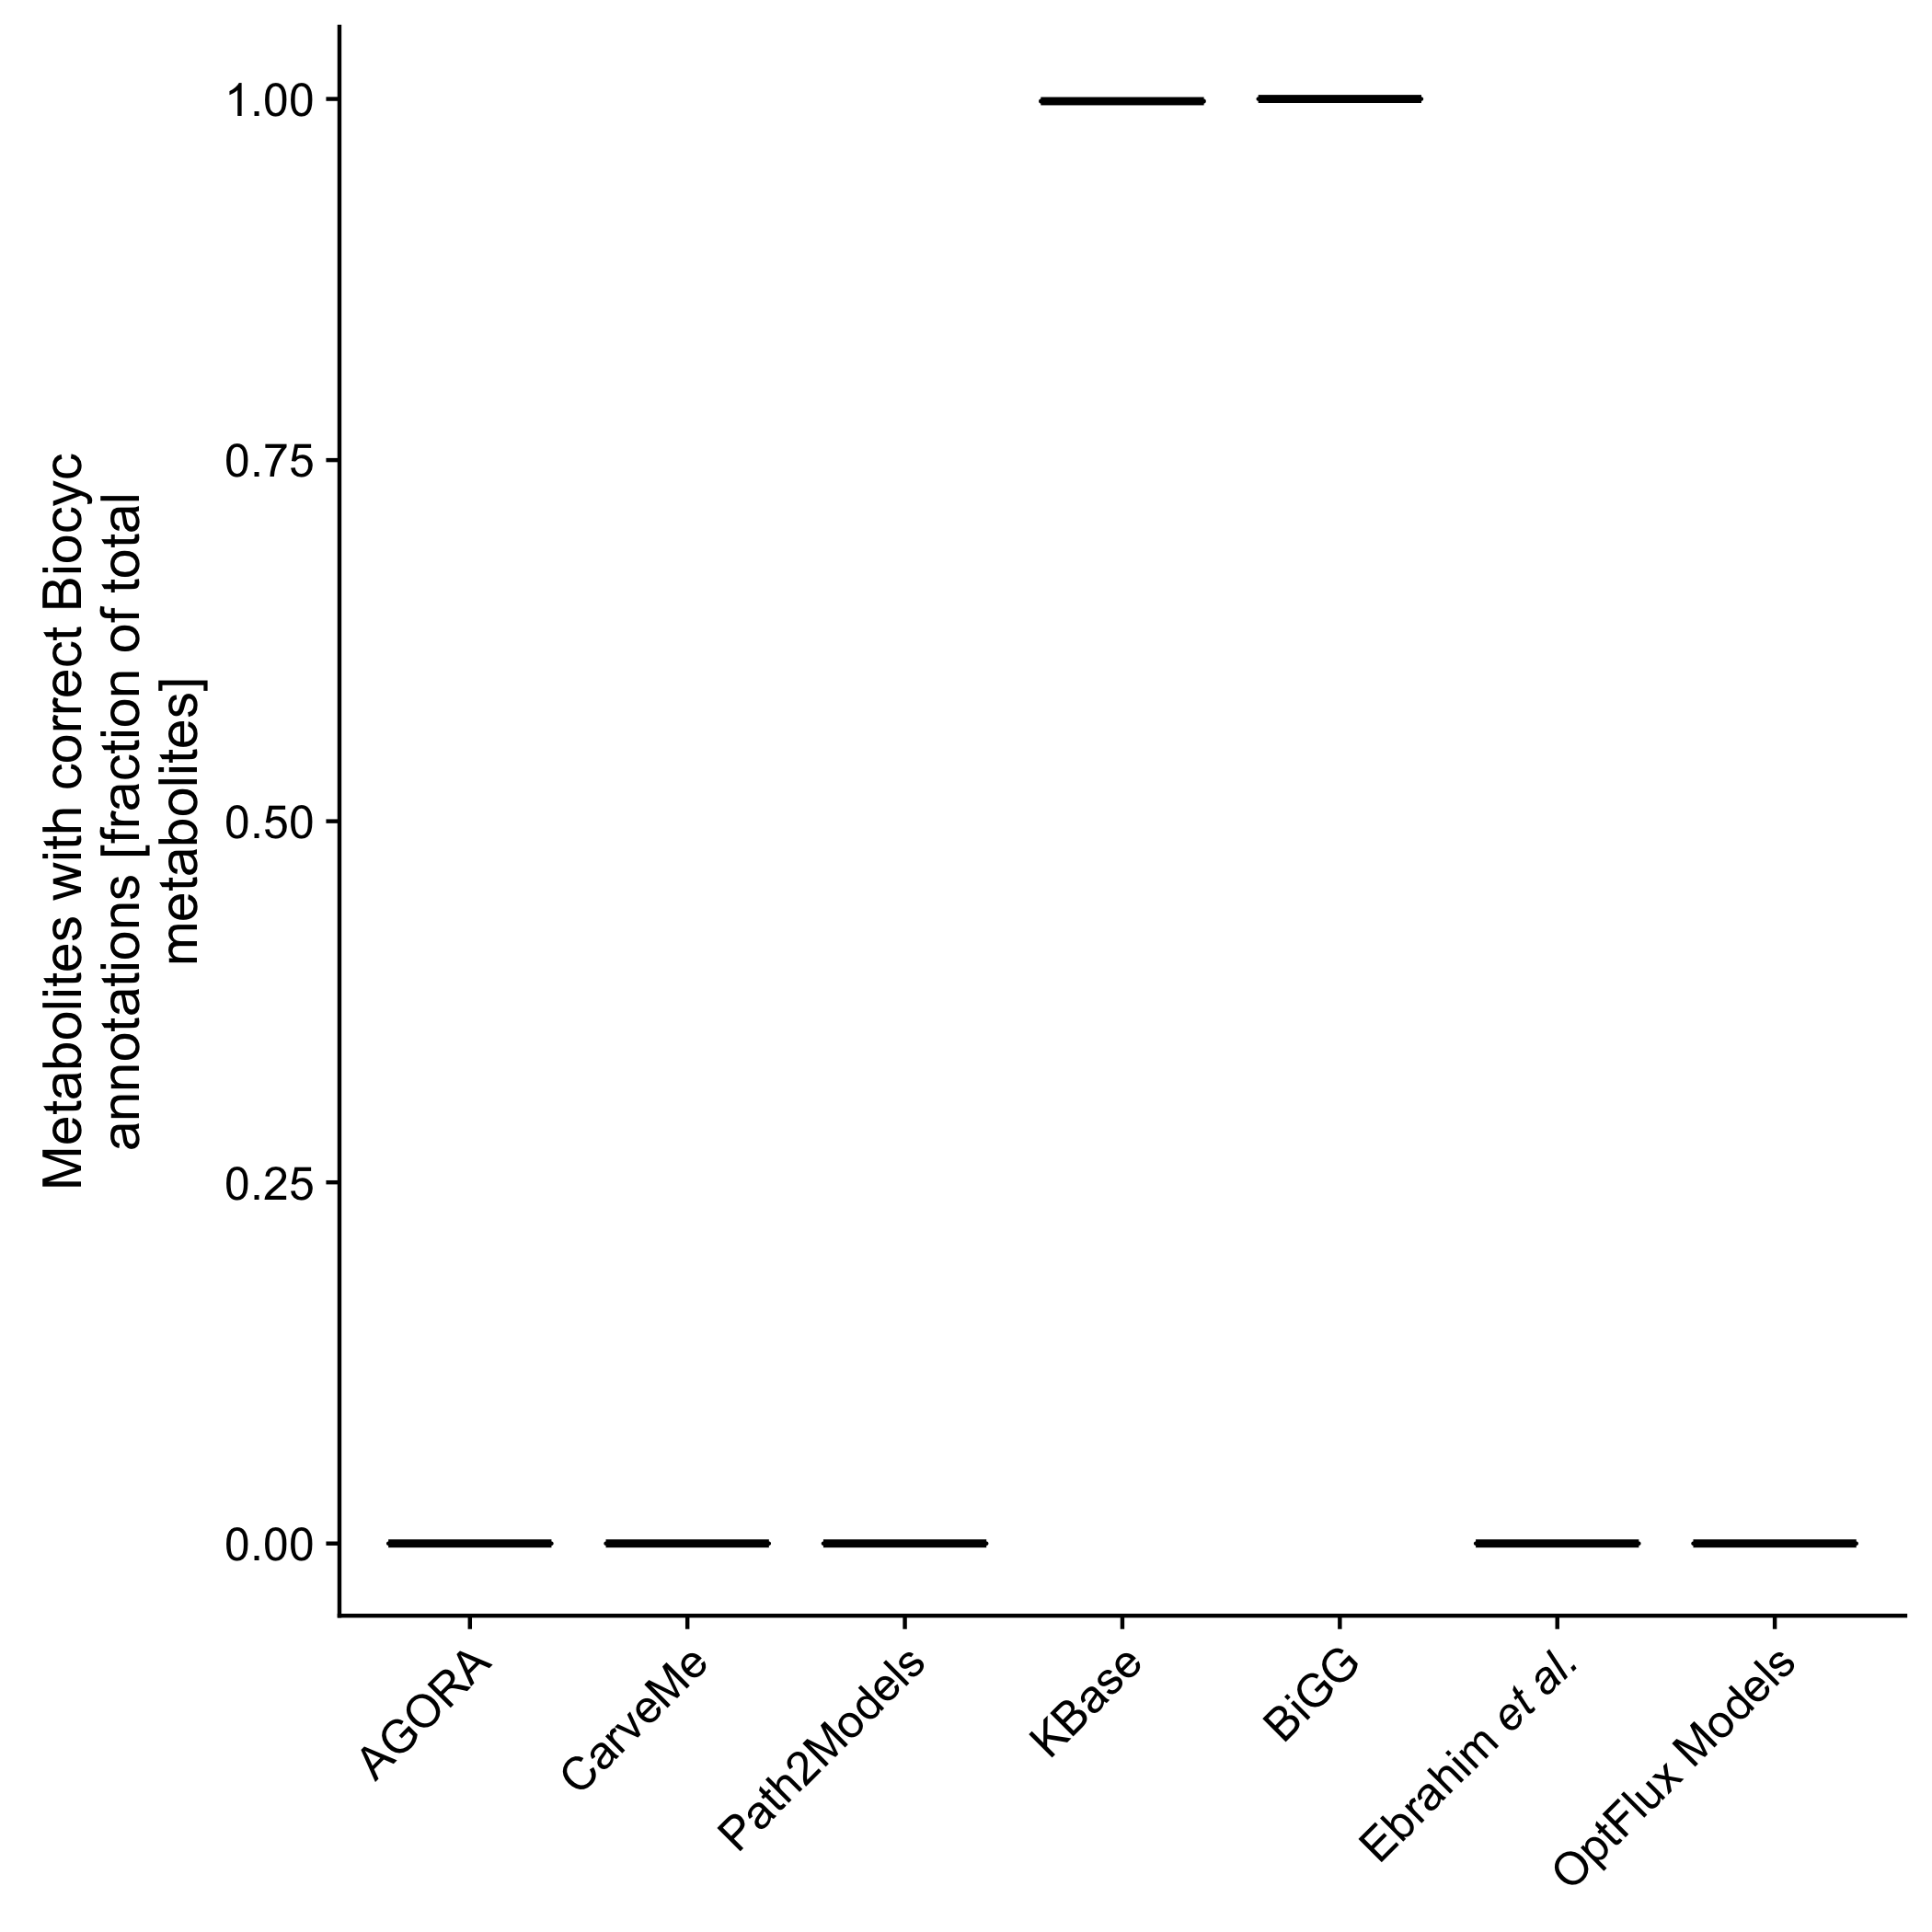 Metabolites with correct Biocyc
annotations [fraction of total
metabolites]
1.00
0.75
0.50
0.25
0.00
AGORA
CarveMe
Path2Models
KBase
BiGG
Ebrahim et al.
OptFlux Models